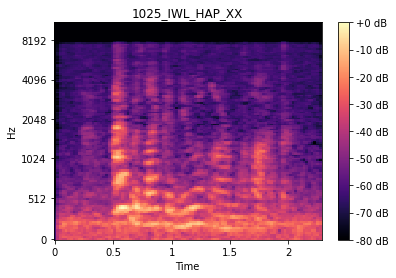 1025_IWL_HAP_XX
+0 dB
8192
-10 dB
4096
-20 dB
-30 dB
2048
Hz
-40 dB
1024
-50 dB
512
-60 dB
-70 dB
0
-80 dB
0 0.5 1 1.5 2
Time